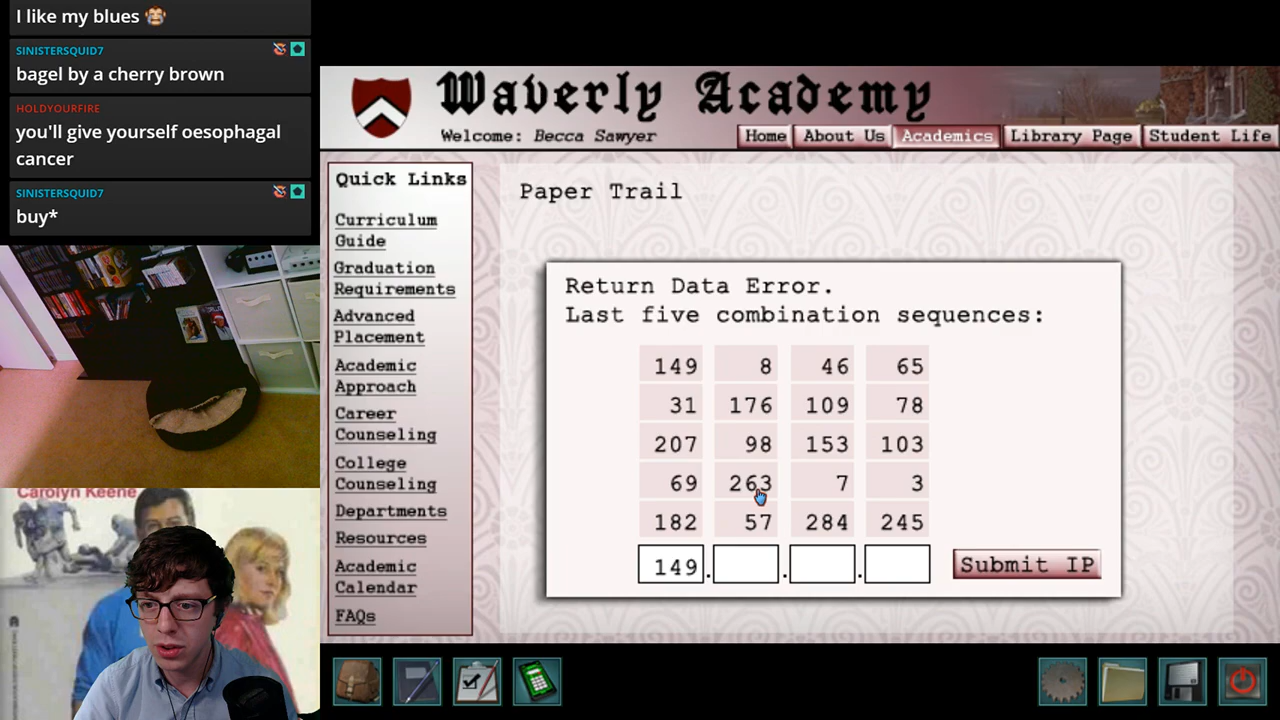 I like my blues 🙈
SINISTERSQUID7
bagel by a cherry brown
HOLDYOURFIRE
you'll give yourself oesophagal
cancer
SINISTERSQUID7
buy*
Carolyn Keene
Waverly Academy
Welcome: Becca Sawyer
Home
About Us
Academics
Library Page
Student Life
Quick Links
Curriculum
Guide
Graduation
Requirements
Advanced
Placement
Academic
Approach
Career
Counseling
College
Counseling
Departments
Resources
Academic
Calendar
FAQs
Paper Trail
Return Data Error.
Last five combination sequences:
149 8 46 65
31 176 109 78
207 98 153 103
69 263 7 3
182 57 284 245
149 . . .
Submit IP